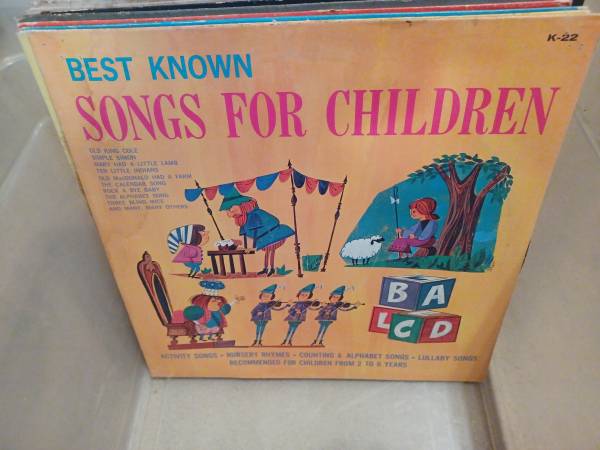 K-22
BEST KNOWN
SONGS FOR CHILDREN
OLD KING COLE
SIMPLE SIMON
MARY HAD A LITTLE LAMB
TEN LITTLE INDIANS
OLD MacDONALD HAD A FARM
THE CALENDAR SONG
ROCK A BYE BABY
THE ALPHABET SONG
THREE BLIND MICE
AND MANY, MANY OTHERS
B A
L C D
ACTIVITY SONGS • NURSERY RHYMES • COUNTING & ALPHABET SONGS • LULLABY SONGS
RECOMMENDED FOR CHILDREN FROM 2 TO 6 YEARS